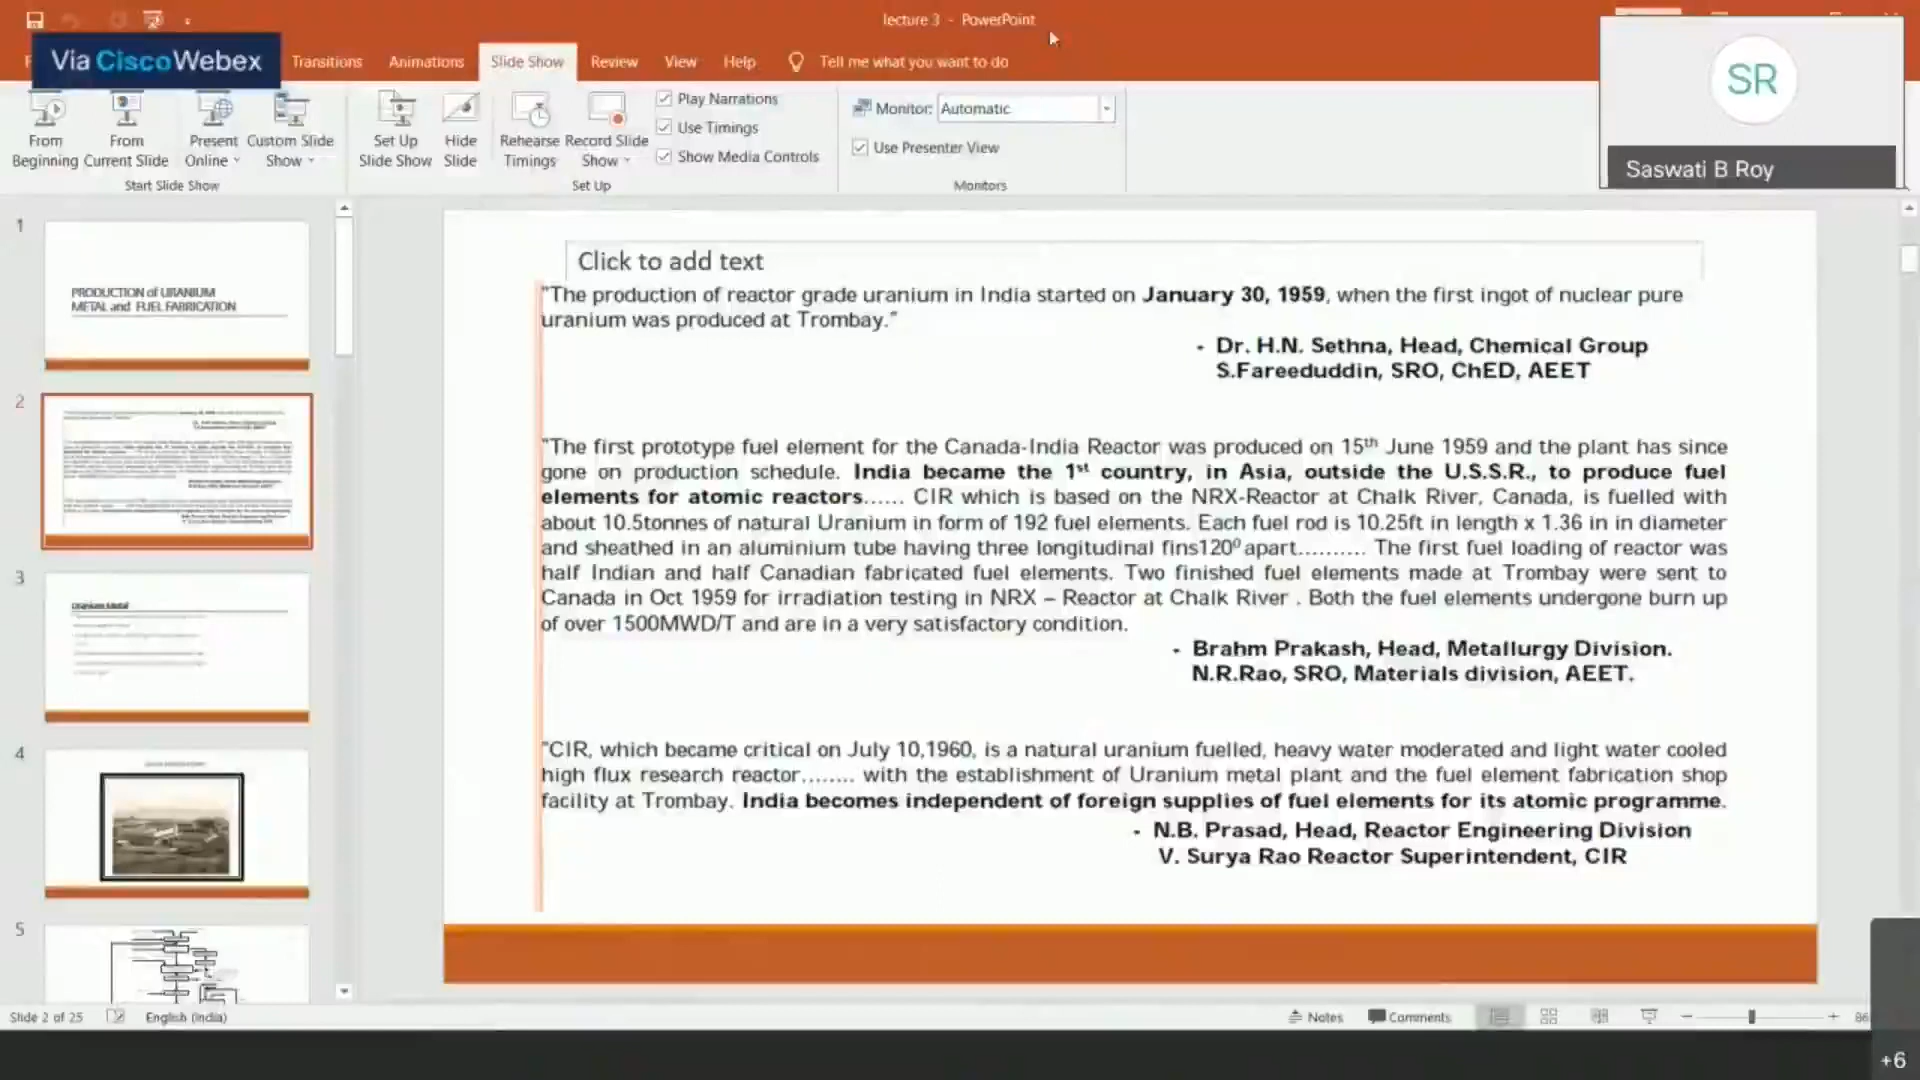 lecture 3 - PowerPoint
Via CiscoWebex
Transitions
Animations
Slide Show
Review
View
Help
Tell me what you want to do
From Beginning
From Current Slide
Present Online
Custom Slide Show
Start Slide Show
Set Up Slide Show
Hide Slide
Rehearse Timings
Record Slide Show
Play Narrations
Use Timings
Show Media Controls
Set Up
Monitor: Automatic
Use Presenter View
Monitors
SR
Saswati B Roy
1
PRODUCTION of URANIUM
METAL and FUEL FABRICATION
2
3
Uranium Metal
4
5
Click to add text
"The production of reactor grade uranium in India started on January 30, 1959, when the first ingot of nuclear pure
uranium was produced at Trombay."
- Dr. H.N. Sethna, Head, Chemical Group
S.Fareeduddin, SRO, ChED, AEET
"The first prototype fuel element for the Canada-India Reactor was produced on 15th June 1959 and the plant has since
gone on production schedule. India became the 1st country, in Asia, outside the U.S.S.R., to produce fuel
elements for atomic reactors...... CIR which is based on the NRX-Reactor at Chalk River, Canada, is fuelled with
about 10.5tonnes of natural Uranium in form of 192 fuel elements. Each fuel rod is 10.25ft in length x 1.36 in in diameter
and sheathed in an aluminium tube having three longitudinal fins120⁰ apart.......... The first fuel loading of reactor was
half Indian and half Canadian fabricated fuel elements. Two finished fuel elements made at Trombay were sent to
Canada in Oct 1959 for irradiation testing in NRX – Reactor at Chalk River . Both the fuel elements undergone burn up
of over 1500MWD/T and are in a very satisfactory condition.
- Brahm Prakash, Head, Metallurgy Division.
N.R.Rao, SRO, Materials division, AEET.
"CIR, which became critical on July 10,1960, is a natural uranium fuelled, heavy water moderated and light water cooled
high flux research reactor........ with the establishment of Uranium metal plant and the fuel element fabrication shop
facility at Trombay. India becomes independent of foreign supplies of fuel elements for its atomic programme.
- N.B. Prasad, Head, Reactor Engineering Division
V. Surya Rao Reactor Superintendent, CIR
Slide 2 of 25
English (India)
Notes
Comments
86
+6